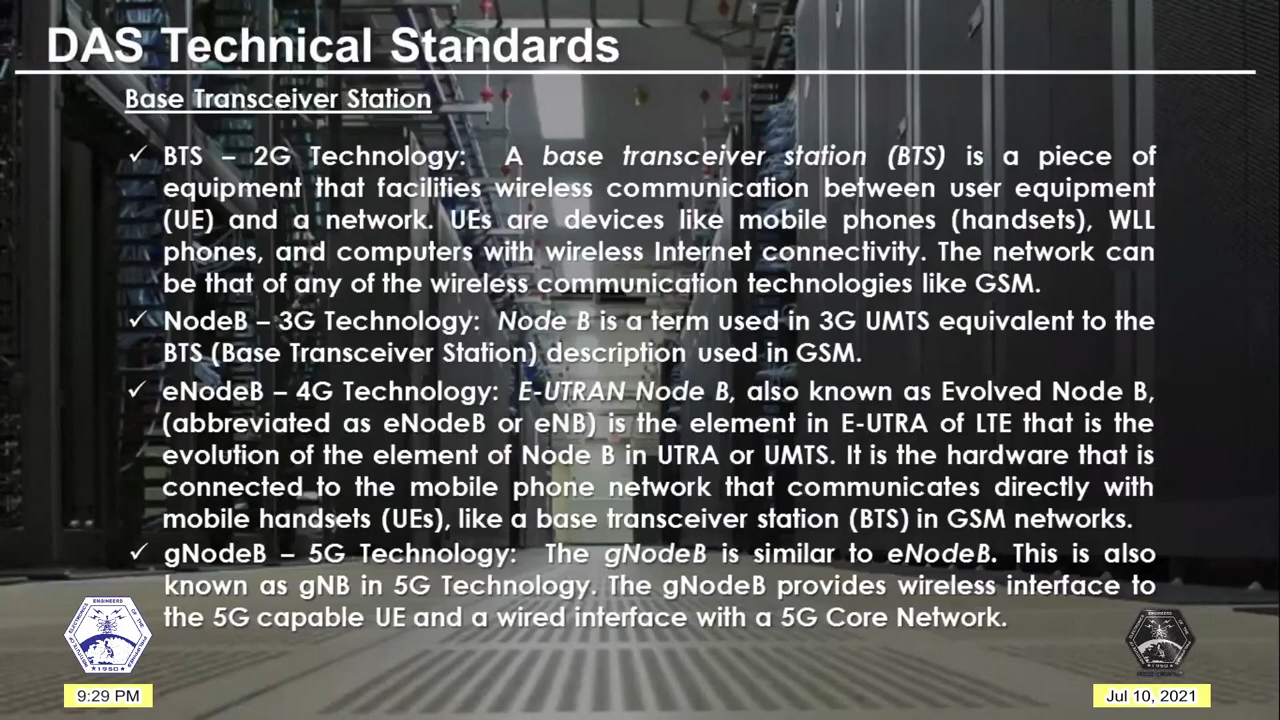 DAS Technical Standards
Base Transceiver Station
✓ BTS – 2G Technology: A base transceiver station (BTS) is a piece of
equipment that facilities wireless communication between user equipment
(UE) and a network. UEs are devices like mobile phones (handsets), WLL
phones, and computers with wireless Internet connectivity. The network can
be that of any of the wireless communication technologies like GSM.
✓ NodeB – 3G Technology: Node B is a term used in 3G UMTS equivalent to the
BTS (Base Transceiver Station) description used in GSM.
✓ eNodeB – 4G Technology: E-UTRAN Node B, also known as Evolved Node B,
(abbreviated as eNodeB or eNB) is the element in E-UTRA of LTE that is the
evolution of the element of Node B in UTRA or UMTS. It is the hardware that is
connected to the mobile phone network that communicates directly with
mobile handsets (UEs), like a base transceiver station (BTS) in GSM networks.
✓ gNodeB – 5G Technology: The gNodeB is similar to eNodeB. This is also
known as gNB in 5G Technology. The gNodeB provides wireless interface to
the 5G capable UE and a wired interface with a 5G Core Network.
INSTITUTE OF ELECTRONICS ENGINEERS OF THE PHILIPPINES
★ 1950 ★
9:29 PM
Jul 10, 2021